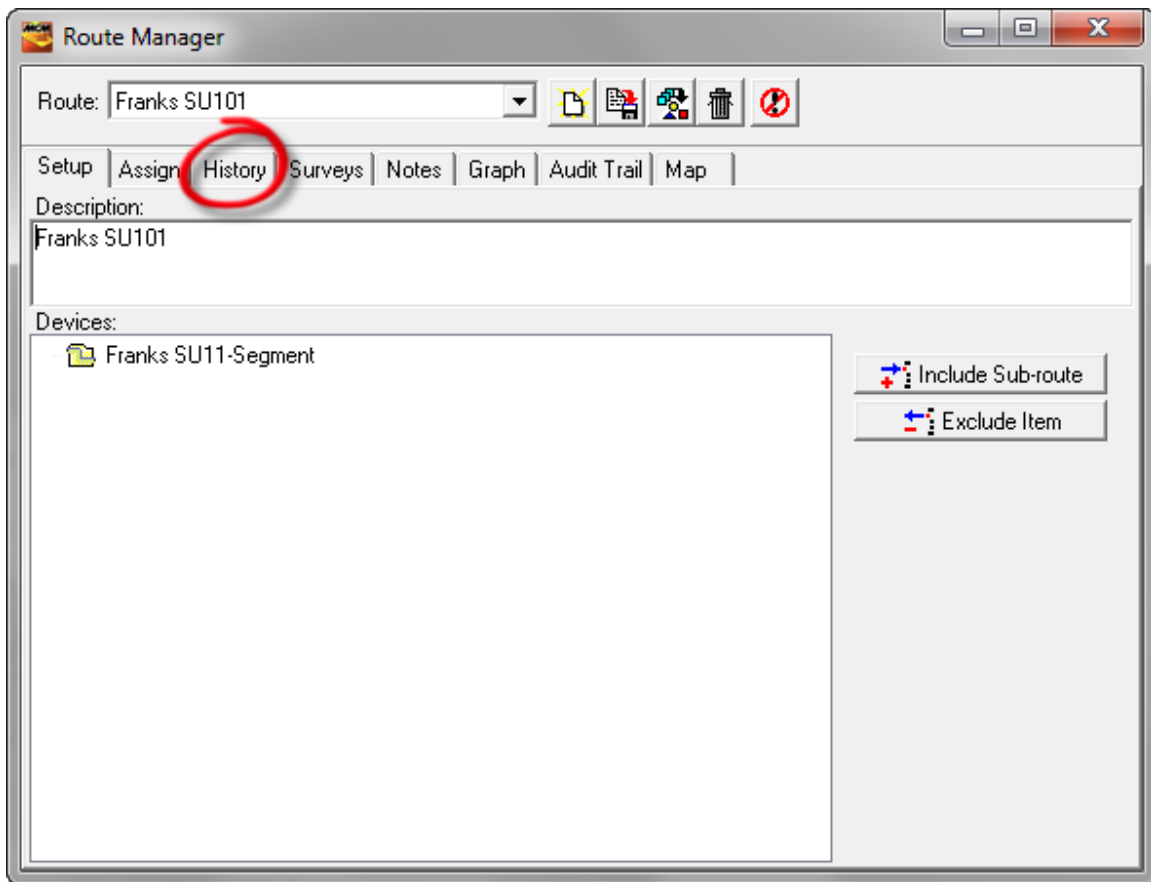 MCM Route Manager
Route: Franks SU101
Setup Assign History Surveys Notes Graph Audit Trail Map
Description:
Franks SU101
Devices:
Franks SU11-Segment
Include Sub-route
Exclude Item